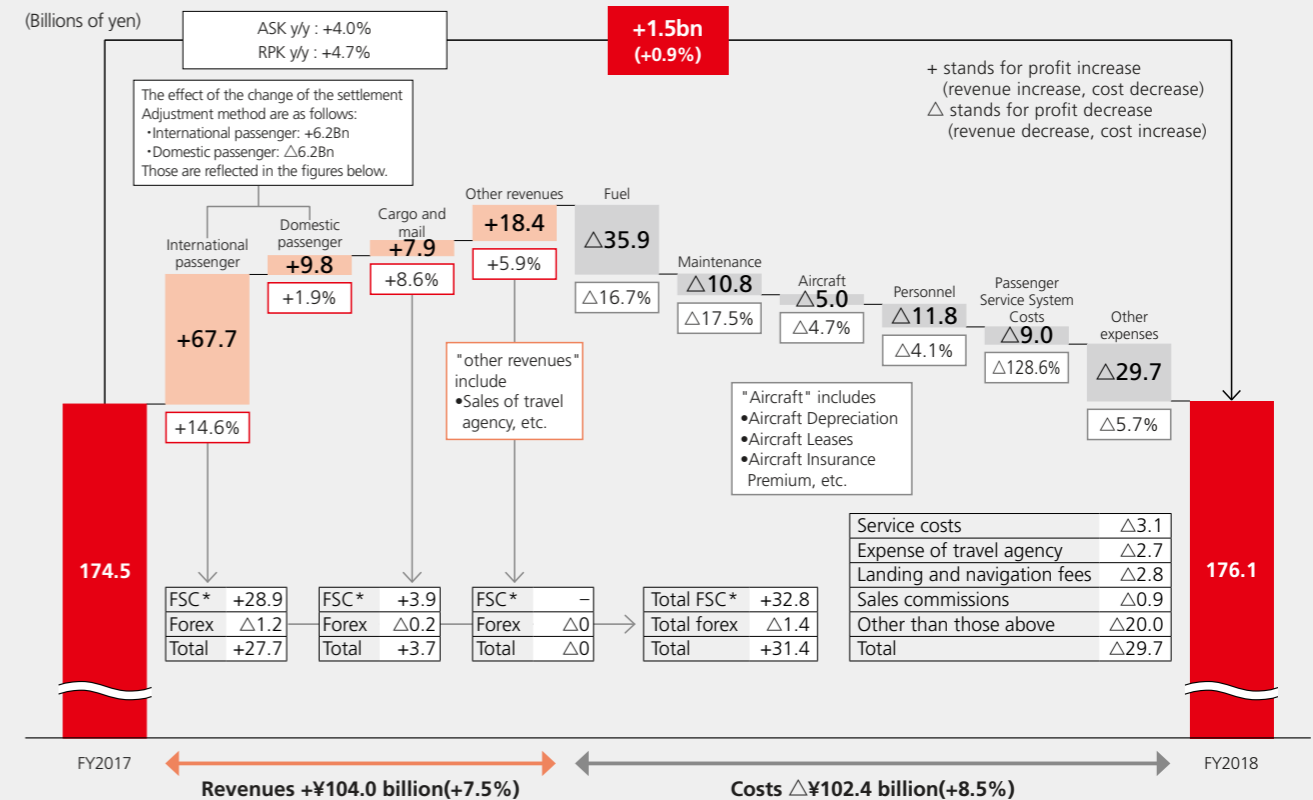 (Billions of yen)
ASK y/y : +4.0%
RPK y/y : +4.7%
+1.5bn
(+0.9%)
+ stands for profit increase
(revenue increase, cost decrease)
△ stands for profit decrease
(revenue decrease, cost increase)
The effect of the change of the settlement
Adjustment method are as follows:
・International passenger: +6.2Bn
・Domestic passenger: △6.2Bn
Those are reflected in the figures below.
International
passenger
+67.7
+14.6%
Domestic
passenger
+9.8
+1.9%
Cargo and
mail
+7.9
+8.6%
Other revenues
+18.4
+5.9%
Fuel
△35.9
△16.7%
Maintenance
△10.8
△17.5%
Aircraft
△5.0
△4.7%
Personnel
△11.8
△4.1%
Passenger
Service System
Costs
△9.0
△128.6%
Other
expenses
△29.7
△5.7%
"other revenues"
include
•Sales of travel
agency, etc.
"Aircraft" includes
•Aircraft Depreciation
•Aircraft Leases
•Aircraft Insurance
Premium, etc.
174.5
176.1
FSC* +28.9
Forex △1.2
Total +27.7
FSC* +3.9
Forex △0.2
Total +3.7
FSC* –
Forex △0
Total △0
Total FSC* +32.8
Total forex △1.4
Total +31.4
Service costs △3.1
Expense of travel agency △2.7
Landing and navigation fees △2.8
Sales commissions △0.9
Other than those above △20.0
Total △29.7
FY2017
FY2018
Revenues +¥104.0 billion(+7.5%)
Costs △¥102.4 billion(+8.5%)